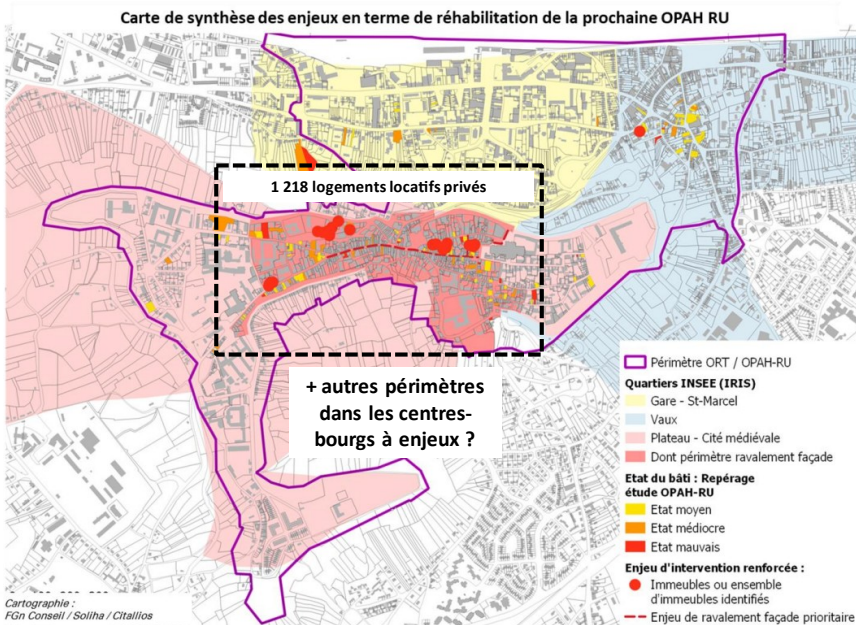 Carte de synthèse des enjeux en terme de réhabilitation de la prochaine OPAH RU
1 218 logements locatifs privés
+ autres périmètres
dans les centres-
bourgs à enjeux ?
Périmètre ORT / OPAH-RU
Quartiers INSEE (IRIS)
Gare - St-Marcel
Vaux
Plateau - Cité médiévale
Dont périmètre ravalement façade
Etat du bâti : Repérage
étude OPAH-RU
Etat moyen
Etat médiocre
Etat mauvais
Enjeu d'intervention renforcée :
Immeubles ou ensemble
d'immeubles identifiés
Enjeu de ravalement façade prioritaire
Cartographie :
FGn Conseil / Soliha / Citallios